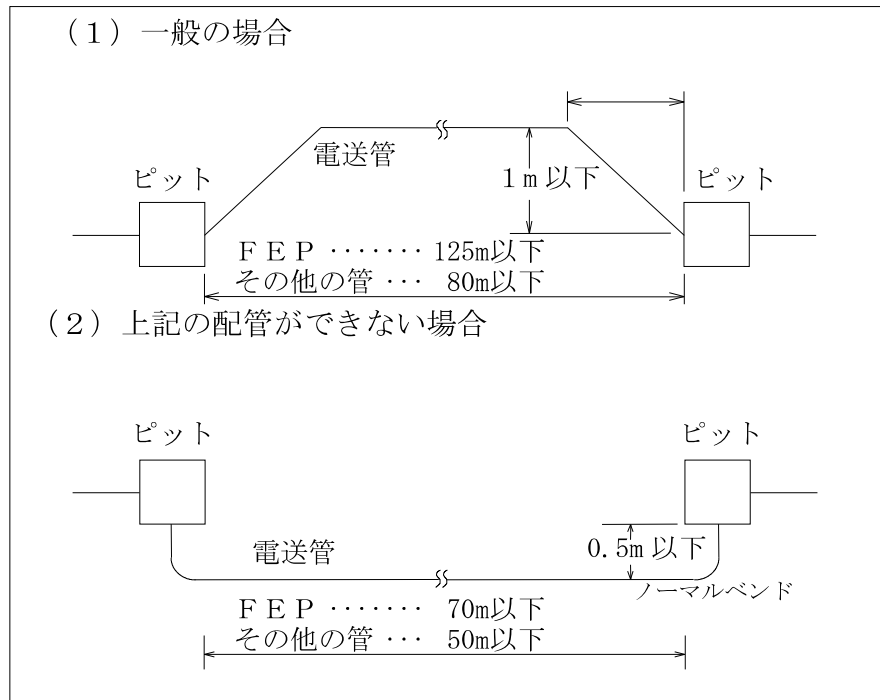 (1) 一般の場合
電送管
1m以下
ピット
ピット
FEP ······· 125m以下
その他の管 ··· 80m以下
(2) 上記の配管ができない場合
ピット
ピット
電送管
0.5m以下
ノーマルベンド
FEP ······· 70m以下
その他の管 ··· 50m以下